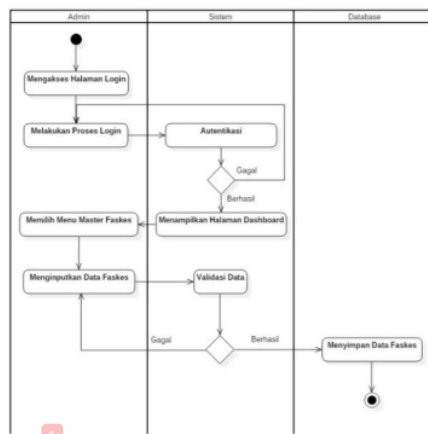 Admin
Sistem
Database
Mengakses Halaman Login
Melakukan Proses Login
Autentikasi
Gagal
Berhasil
Memilih Menu Master Faskes
Menampilkan Halaman Dashboard
Menginputkan Data Faskes
Validasi Data
Gagal
Berhasil
Menyimpan Data Faskes